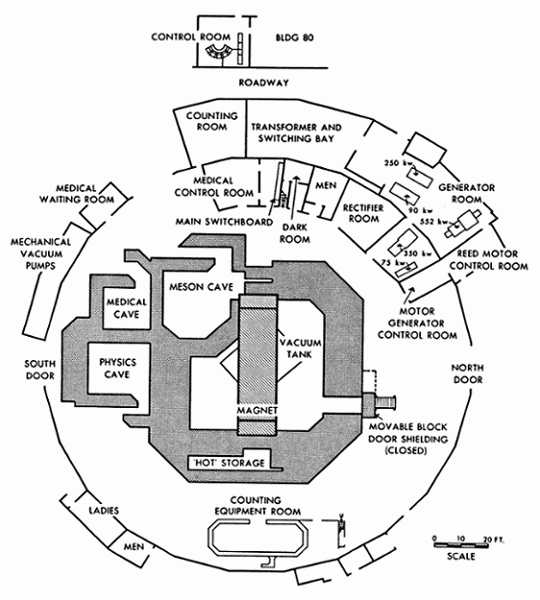 CONTROL ROOM
BLDG 80
ROADWAY
COUNTING
ROOM
TRANSFORMER AND
SWITCHING BAY
250 kw
GENERATOR
ROOM
MEDICAL
CONTROL ROOM
MEN
MEDICAL
WAITING ROOM
MAIN SWITCHBOARD
DARK
ROOM
RECTIFIER
ROOM
90 kw
552 kw
MECHANICAL
VACUUM
PUMPS
350 kw
75 kw
REED MOTOR
CONTROL ROOM
MESON CAVE
MEDICAL
CAVE
MOTOR
GENERATOR
CONTROL ROOM
VACUUM
TANK
SOUTH
DOOR
PHYSICS
CAVE
NORTH
DOOR
MAGNET
MOVABLE BLOCK
DOOR SHIELDING
(CLOSED)
'HOT' STORAGE
LADIES
COUNTING
EQUIPMENT ROOM
MEN
0 10 20 FT.
SCALE